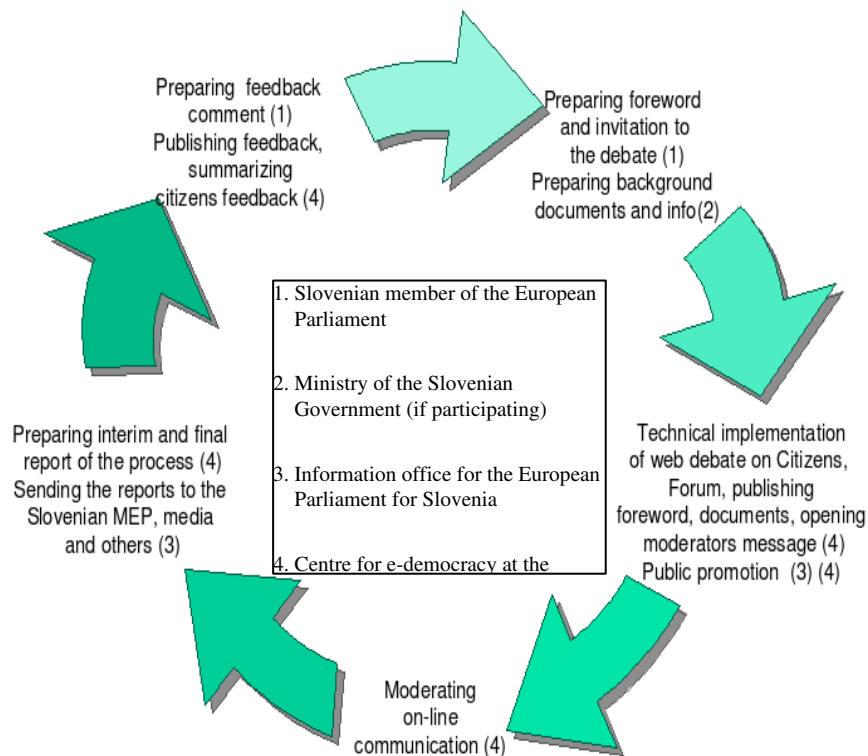 Preparing feedback
comment (1)
Publishing feedback,
summarizing
citizens feedback (4)
Preparing foreword
and invitation to
the debate (1)
Preparing background
documents and info(2)
Technical implementation
of web debate on Citizens,
Forum, publishing
foreword, documents, opening
moderators message (4)
Public promotion (3) (4)
Moderating
on-line
communication (4)
Preparing interim and final
report of the process (4)
Sending the reports to the
Slovenian MEP, media
and others (3)
1. Slovenian member of the European
Parliament
2. Ministry of the Slovenian
Government (if participating)
3. Information office for the European
Parliament for Slovenia
4. Centre for e-democracy at the